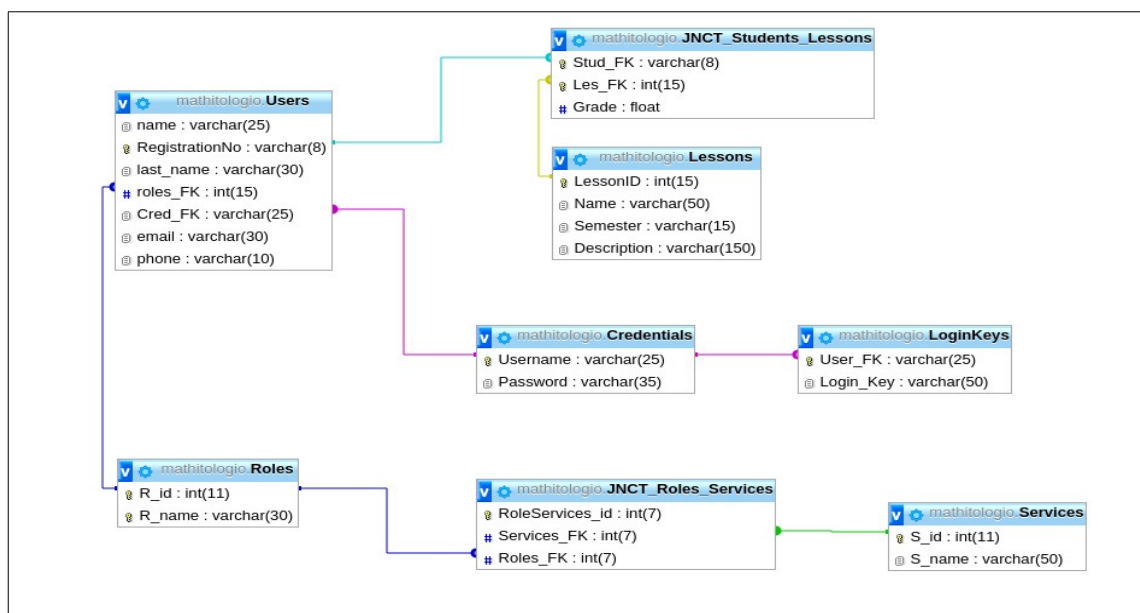 mathitologio.JNCT_Students_Lessons
Stud_FK : varchar(8)
Les_FK : int(15)
Grade : float
mathitologio.Users
name : varchar(25)
RegistrationNo : varchar(8)
last_name : varchar(30)
roles_FK : int(15)
Cred_FK : varchar(25)
email : varchar(30)
phone : varchar(10)
mathitologio.Lessons
LessonID : int(15)
Name : varchar(50)
Semester : varchar(15)
Description : varchar(150)
mathitologio.Credentials
Username : varchar(25)
Password : varchar(35)
mathitologio.LoginKeys
User_FK : varchar(25)
Login_Key : varchar(50)
mathitologio.Roles
R_id : int(11)
R_name : varchar(30)
mathitologio.JNCT_Roles_Services
RoleServices_id : int(7)
Services_FK : int(7)
Roles_FK : int(7)
mathitologio.Services
S_id : int(11)
S_name : varchar(50)